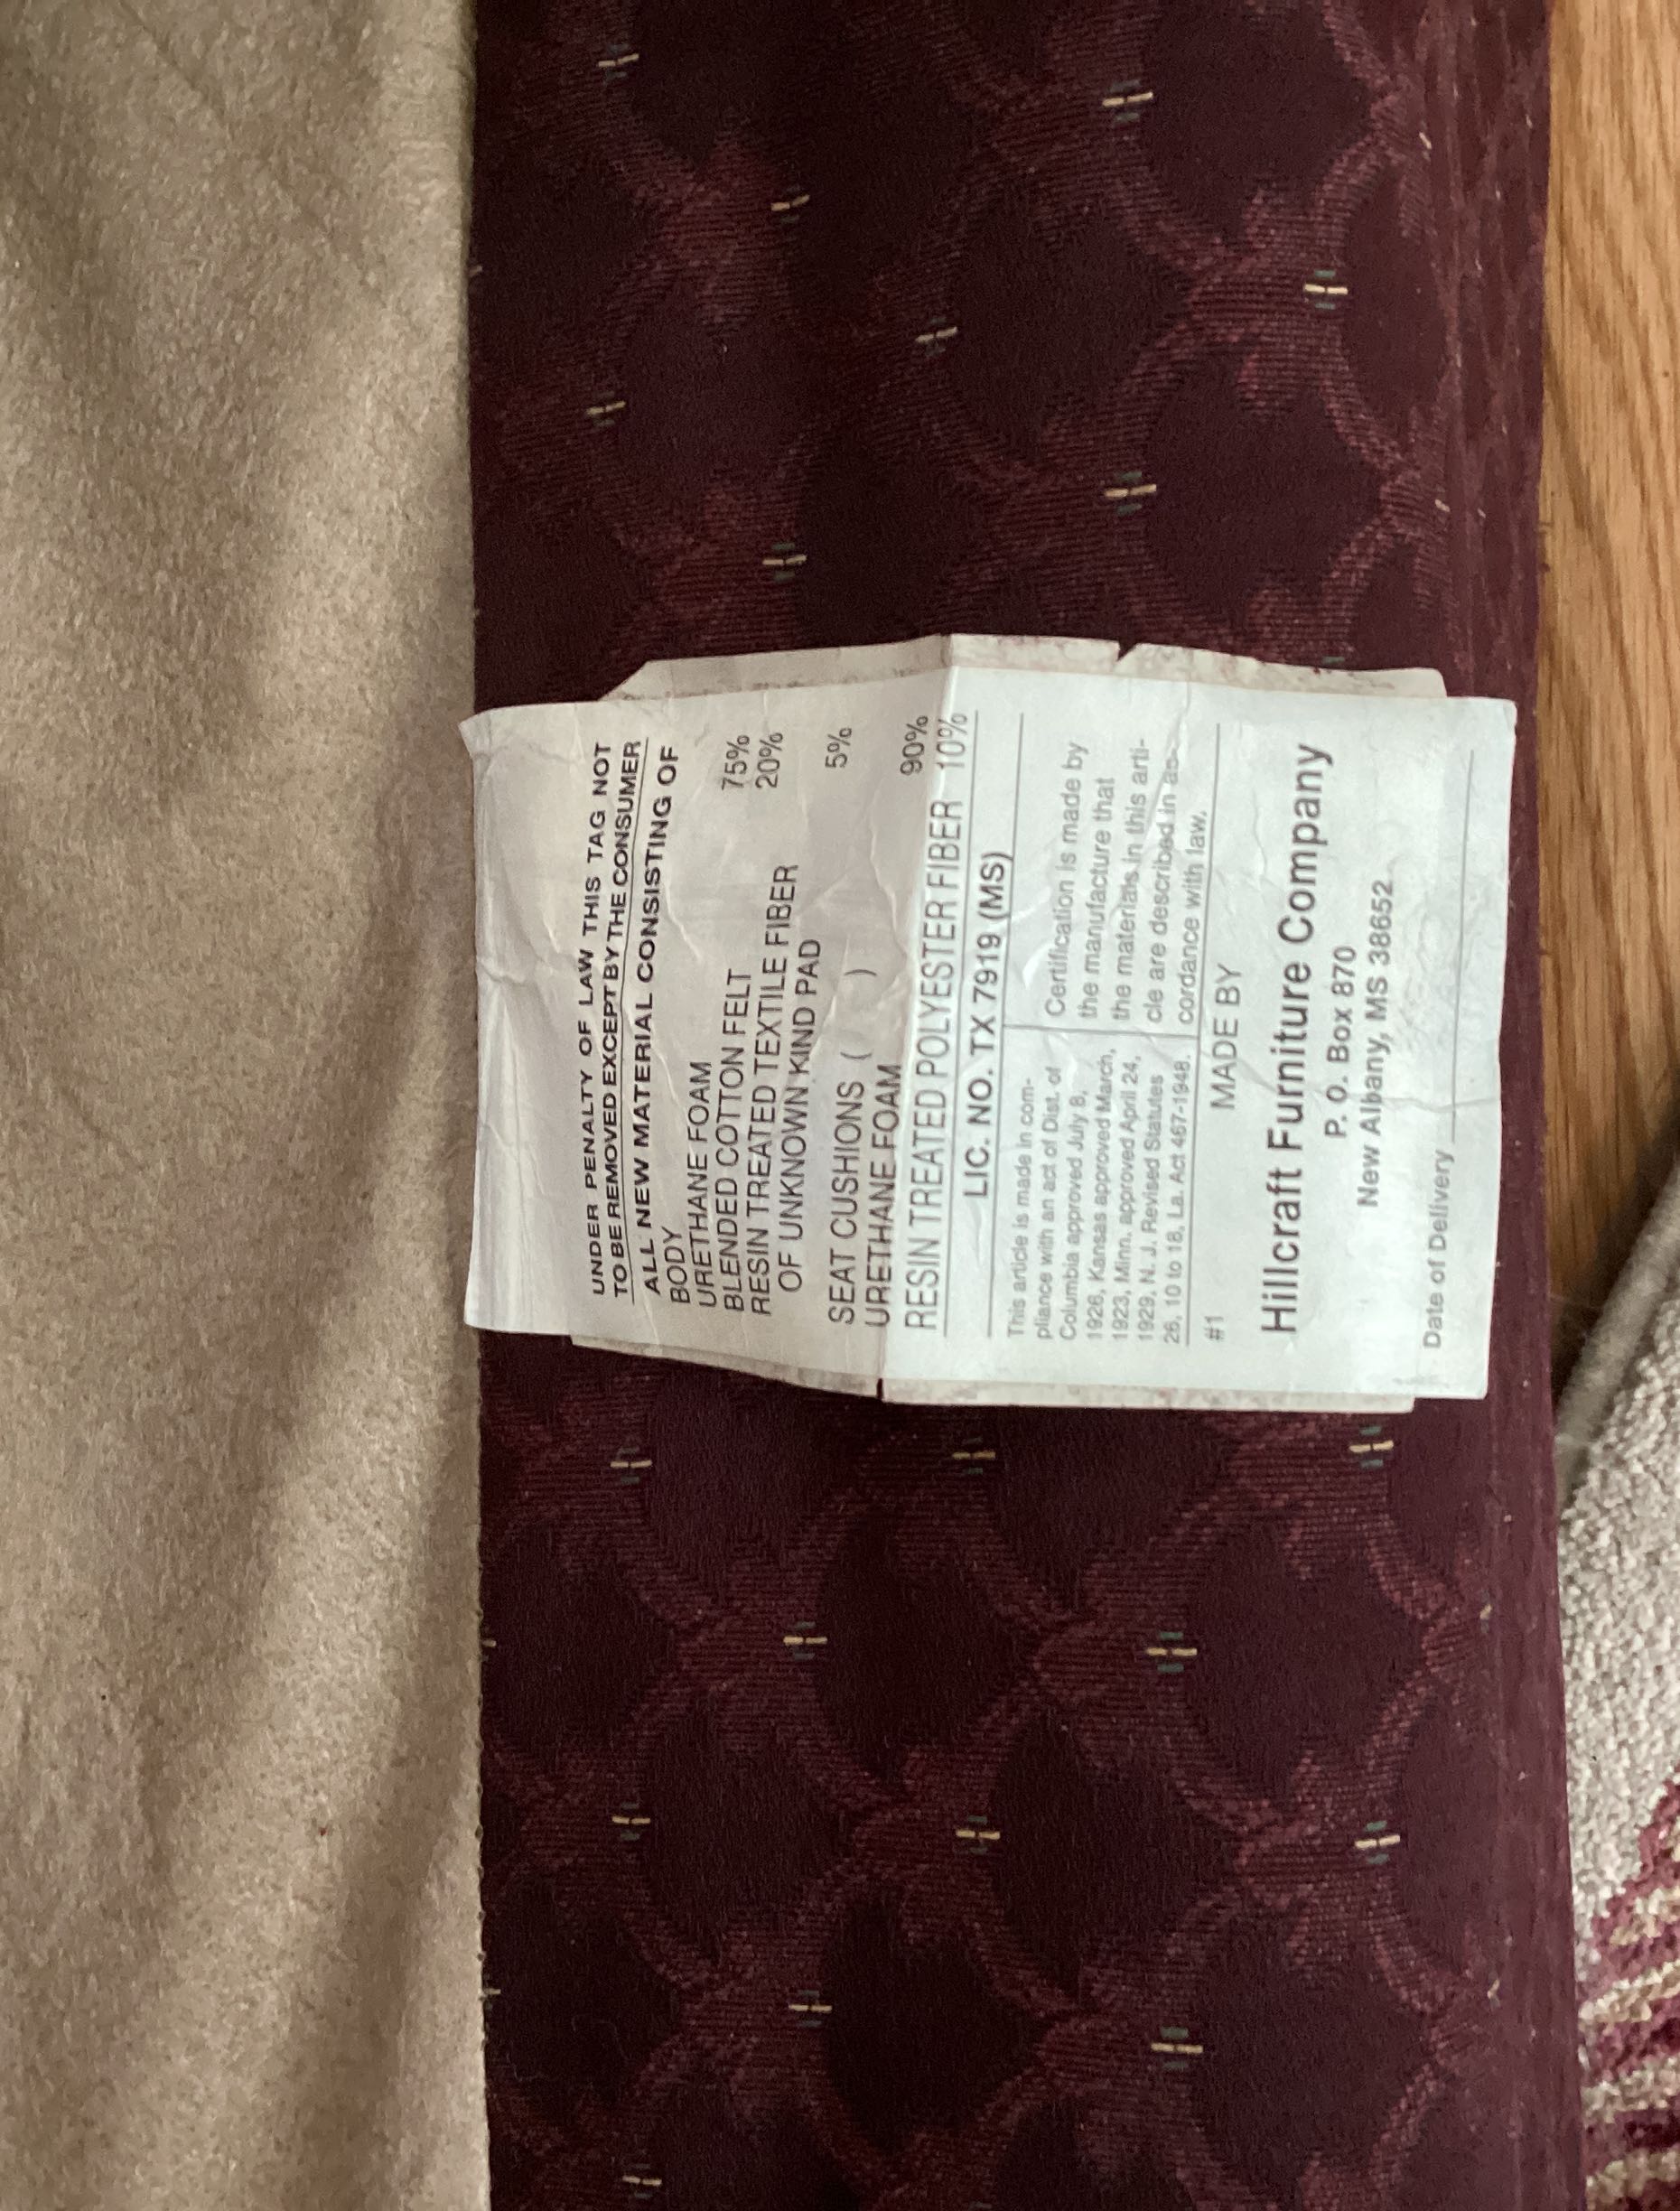 UNDER PENALTY OF LAW THIS TAG NOT
TO BE REMOVED EXCEPT BY THE CONSUMER
ALL NEW MATERIAL CONSISTING OF
BODY
URETHANE FOAM 75%
BLENDED COTTON FELT 20%
RESIN TREATED TEXTILE FIBER
OF UNKNOWN KIND PAD 5%
SEAT CUSHIONS ( )
URETHANE FOAM 90%
RESIN TREATED POLYESTER FIBER 10%
LIC. NO. TX 7919 (MS)
This article is made in com-
pliance with an act of Dist. of
Columbia approved July 8,
1926, Kansas approved March,
1923, Minn. approved April 24,
1929, N. J. Revised Statutes
26, 10 to 18, La. Act 467-1948.
Certification is made by
the manufacture that
the materials in this arti-
cle are described in ac-
cordance with law.
#1 MADE BY
Hillcraft Furniture Company
P. O. Box 870
New Albany, MS 38652
Date of Delivery